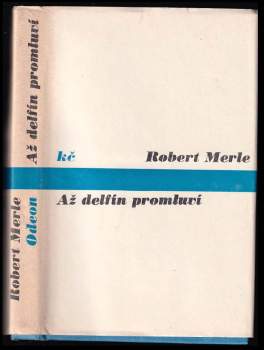 Robert Merle Odeon Až delfín promluví
kč Robert Merle
Až delfín promluví